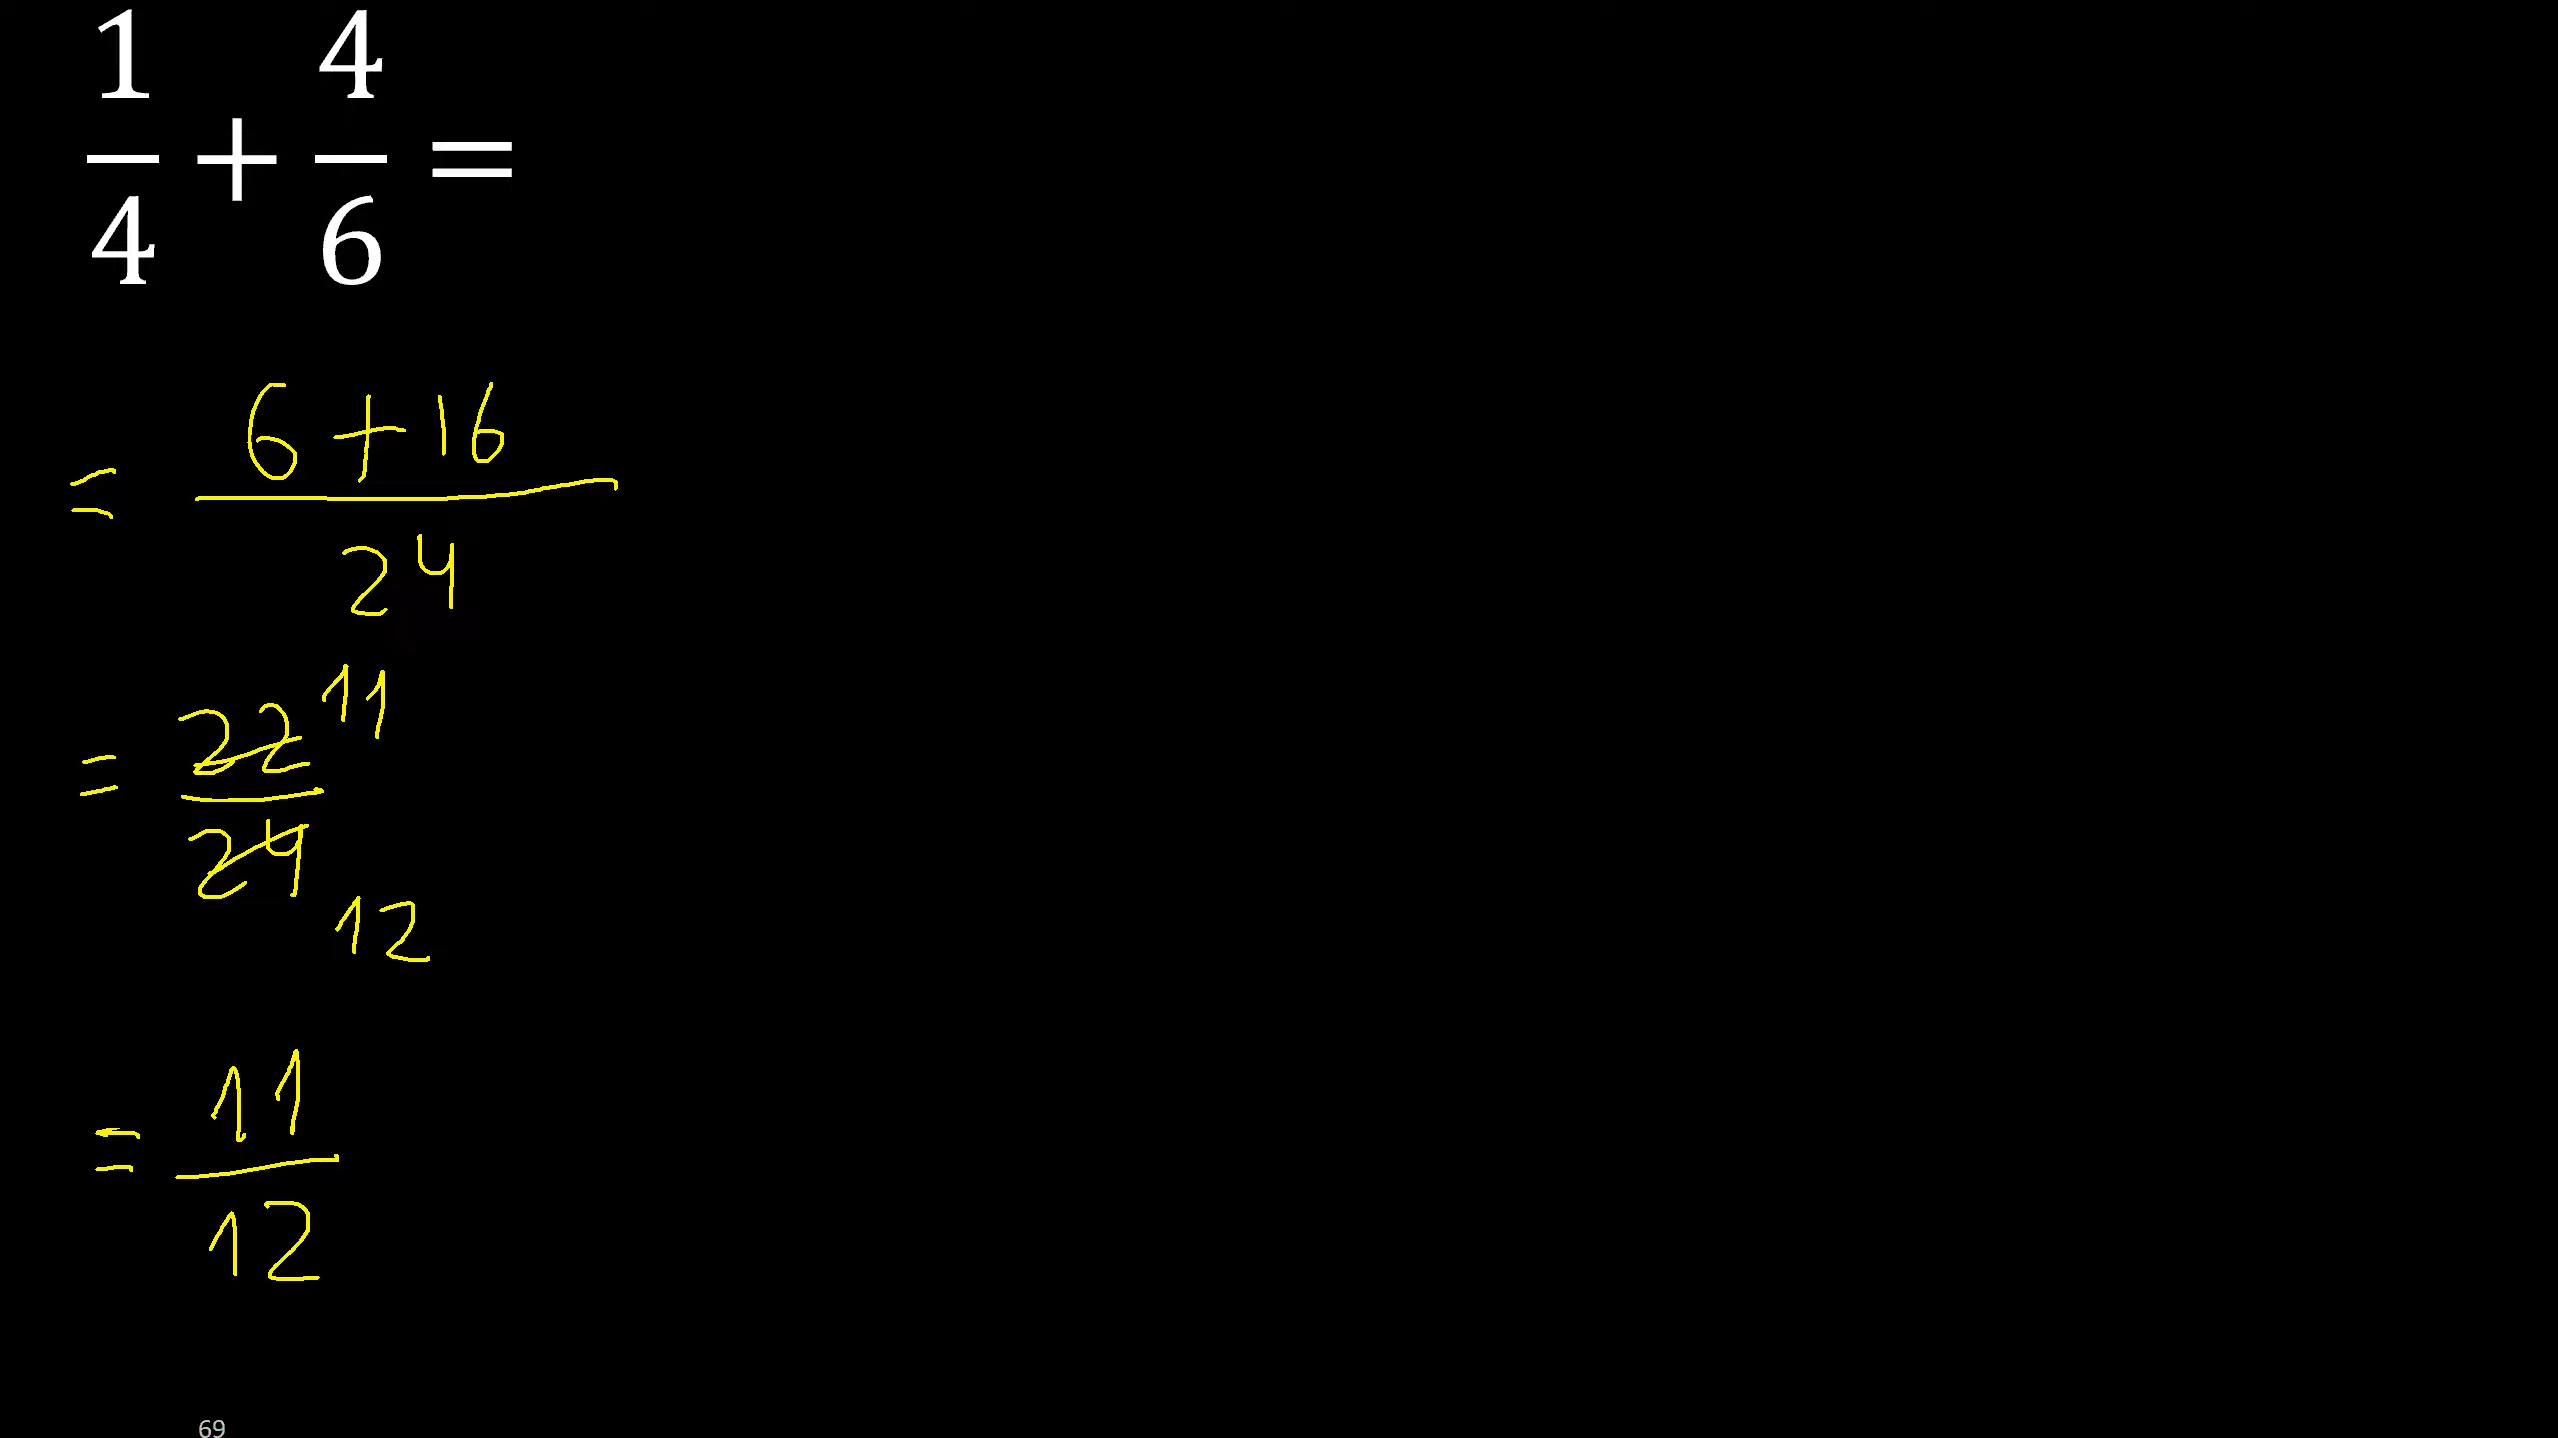 1/4 + 4/6 =
= 6+16/24
= 22/24 11/12
= 11/12
69